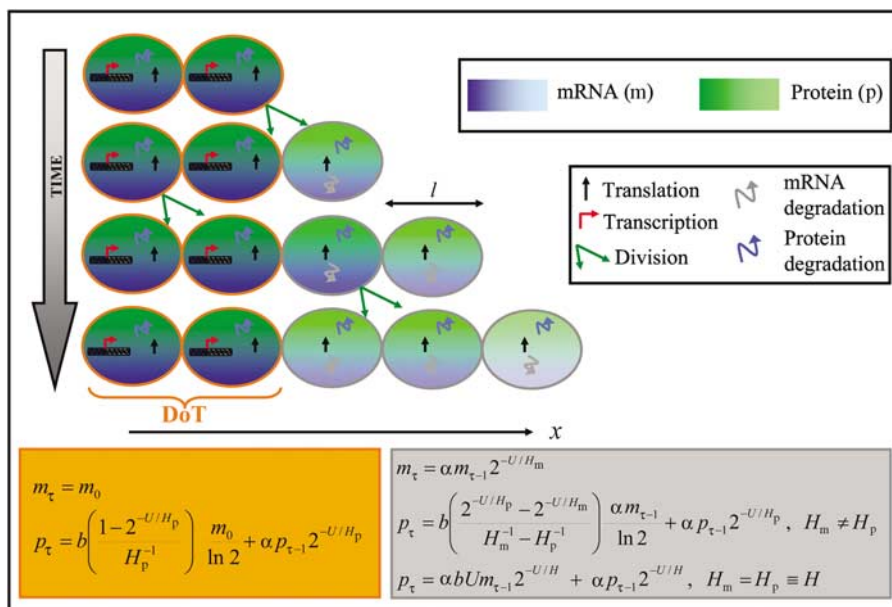 TIME
mRNA (m)
Protein (p)
l
Translation
Transcription
Division
mRNA
degradation
Protein
degradation
DoT
x
m_τ = m_0
p_τ = b((1 − 2^{−U/H_p}) / H_p^{−1}) m_0 / ln 2 + α p_{τ−1} 2^{−U/H_p}
m_τ = α m_{τ−1} 2^{−U/H_m}
p_τ = b((2^{−U/H_p} − 2^{−U/H_m}) / (H_m^{−1} − H_p^{−1})) α m_{τ−1} / ln 2 + α p_{τ−1} 2^{−U/H_p} , H_m ≠ H_p
p_τ = α b U m_{τ−1} 2^{−U/H} + α p_{τ−1} 2^{−U/H} , H_m = H_p ≡ H